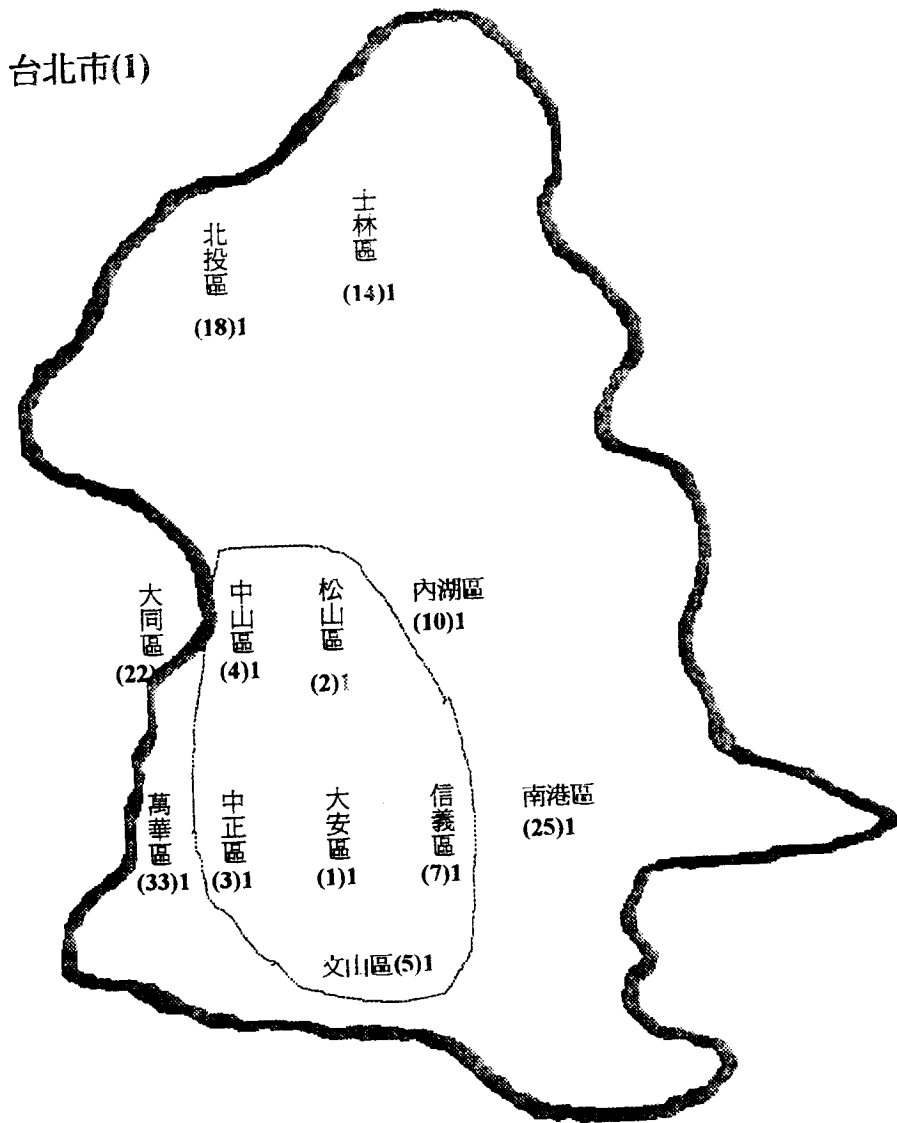 台北市(1)
士林區
(14)1
北投區
(18)1
大同區
(22)
中山區
(4)1
松山區
(2)1
內湖區
(10)1
萬華區
(33)1
中正區
(3)1
大安區
(1)1
信義區
(7)1
南港區
(25)1
文山區(5)1